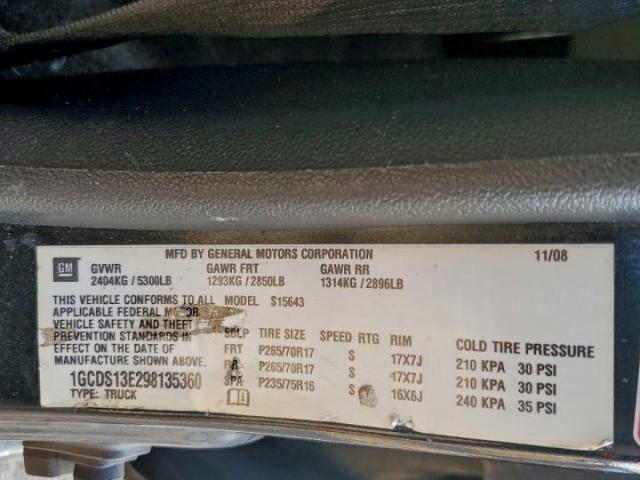 MFD BY GENERAL MOTORS CORPORATION 11/08
GM
GVWR GAWR FRT GAWR RR
2404KG / 5300LB 1293KG / 2850LB 1314KG / 2896LB
THIS VEHICLE CONFORMS TO ALL MODEL S15643
APPLICABLE FEDERAL MOTOR
VEHICLE SAFETY AND THEFT
PREVENTION STANDARDS IN TIRE SIZE SPEED RTG RIM COLD TIRE PRESSURE
EFFECT ON THE DATE OF FRT P265/70R17 S 17X7J 210 KPA 30 PSI
MANUFACTURE SHOWN ABOVE. P265/70R17 S 17X7J 210 KPA 30 PSI
1GCDS13E298135360 SPA P235/75R16 S 16X6J 240 KPA 35 PSI
TYPE: TRUCK